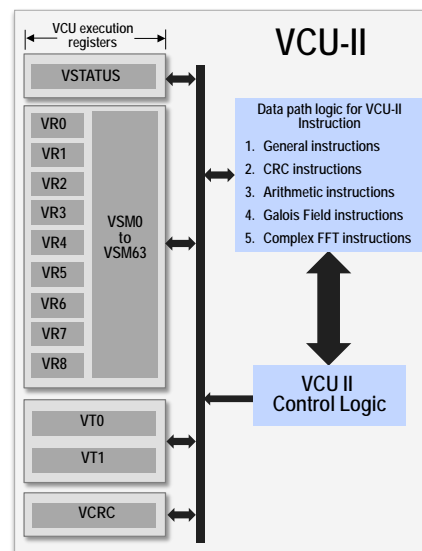 VCU execution
registers
VCU-II
VSTATUS
VR0
VR1
VR2
VR3
VR4
VR5
VR6
VR7
VR8
VSM0
to
VSM63
VT0
VT1
VCRC
Data path logic for VCU-II
Instruction
1. General instructions
2. CRC instructions
3. Arithmetic instructions
4. Galois Field instructions
5. Complex FFT instructions
VCU II
Control Logic